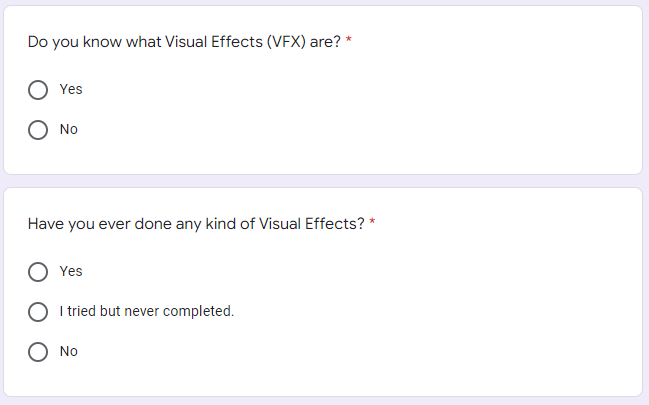 Do you know what Visual Effects (VFX) are? *
Yes
No
Have you ever done any kind of Visual Effects? *
Yes
I tried but never completed.
No